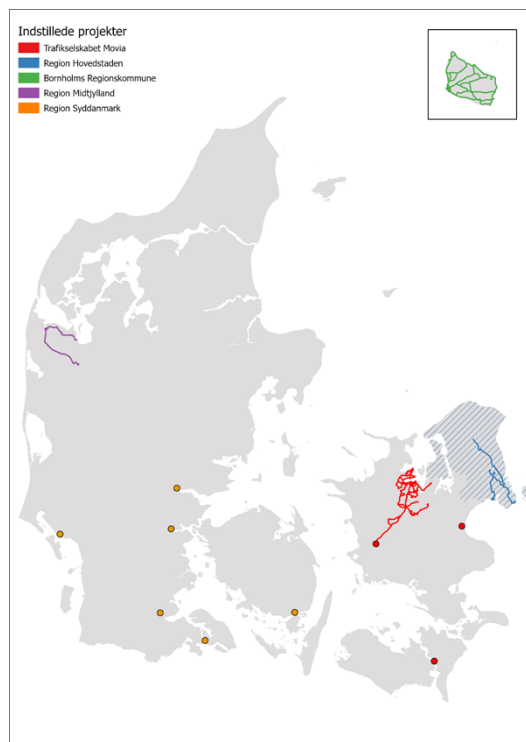 Indstillede projekter
Trafikselskabet Movia
Region Hovedstaden
Bornholms Regionskommune
Region Midtjylland
Region Syddanmark